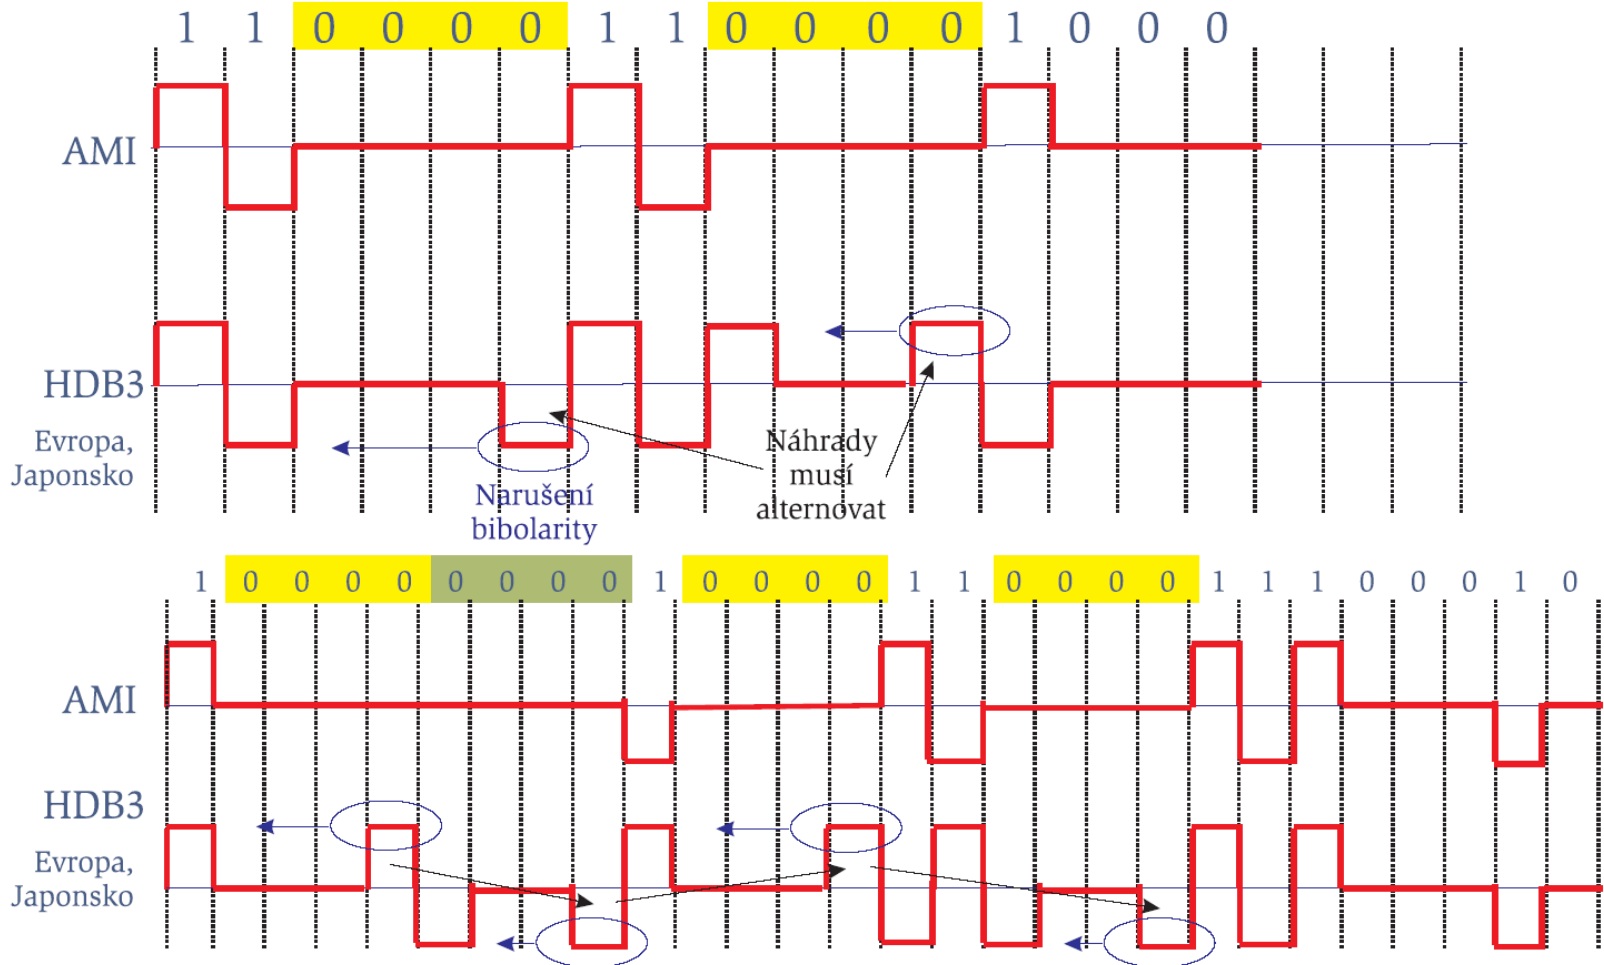 1 1 0 0 0 0 1 1 0 0 0 0 1 0 0 0
AMI
HDB3
Evropa,
Japonsko
Narušení
bibolarity
Náhrady
musí
alternovat
1 0 0 0 0 0 0 0 0 1 0 0 0 0 1 1 0 0 0 0 1 1 1 0 0 0 1 0
AMI
HDB3
Evropa,
Japonsko